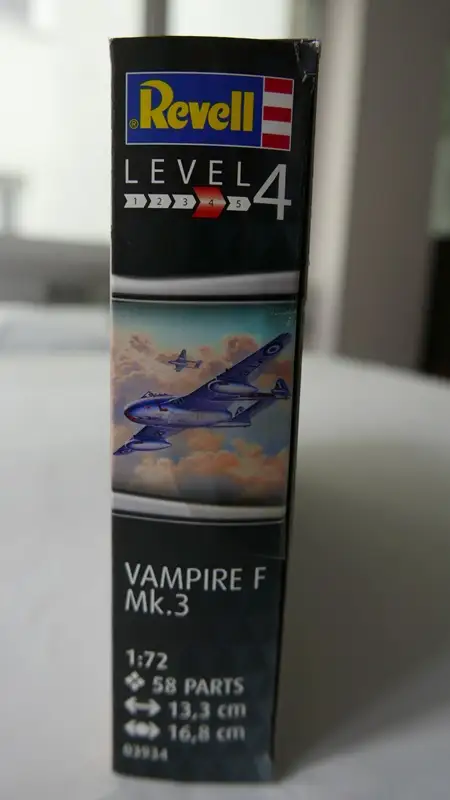 ®Revell
LEVEL 4
1 2 3 4 5
VAMPIRE F
Mk.3
1:72
58 PARTS
13,3 cm
16,8 cm
03934